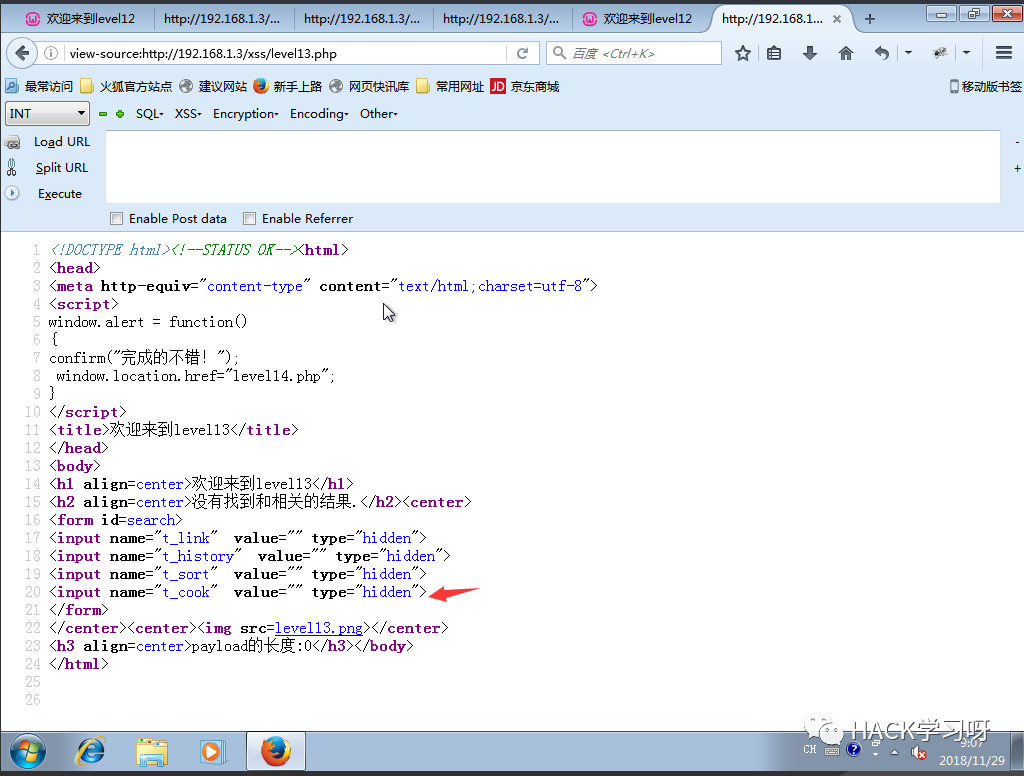 欢迎来到level12
http://192.168.1.3/...
http://192.168.1.3/...
http://192.168.1.3/...
欢迎来到level12
http://192.168.1....
view-source:http://192.168.1.3/xss/level13.php
百度 <Ctrl+K>
最常访问 火狐官方站点 建议网站 新手上路 网页快讯库 常用网址 JD 京东商城 移动版书签
INT SQL XSS Encryption Encoding Other
Load URL
Split URL
Execute
Enable Post data Enable Referrer
1 <!DOCTYPE html><!--STATUS OK--><html>
2 <head>
3 <meta http-equiv="content-type" content="text/html;charset=utf-8">
4 <script>
5 window.alert = function()
6 {
7 confirm("完成的不错！");
8 window.location.href="level14.php";
9 }
10 </script>
11 <title>欢迎来到level13</title>
12 </head>
13 <body>
14 <h1 align=center>欢迎来到level13</h1>
15 <h2 align=center>没有找到和相关的结果.</h2><center>
16 <form id=search>
17 <input name="t_link" value="" type="hidden">
18 <input name="t_history" value="" type="hidden">
19 <input name="t_sort" value="" type="hidden">
20 <input name="t_cook" value="" type="hidden">
21 </form>
22 </center><center><img src=level13.png></center>
23 <h3 align=center>payload的长度:0</h3></body>
24 </html>
25
26
HACK学习呀
CH
9:07
2018/11/29